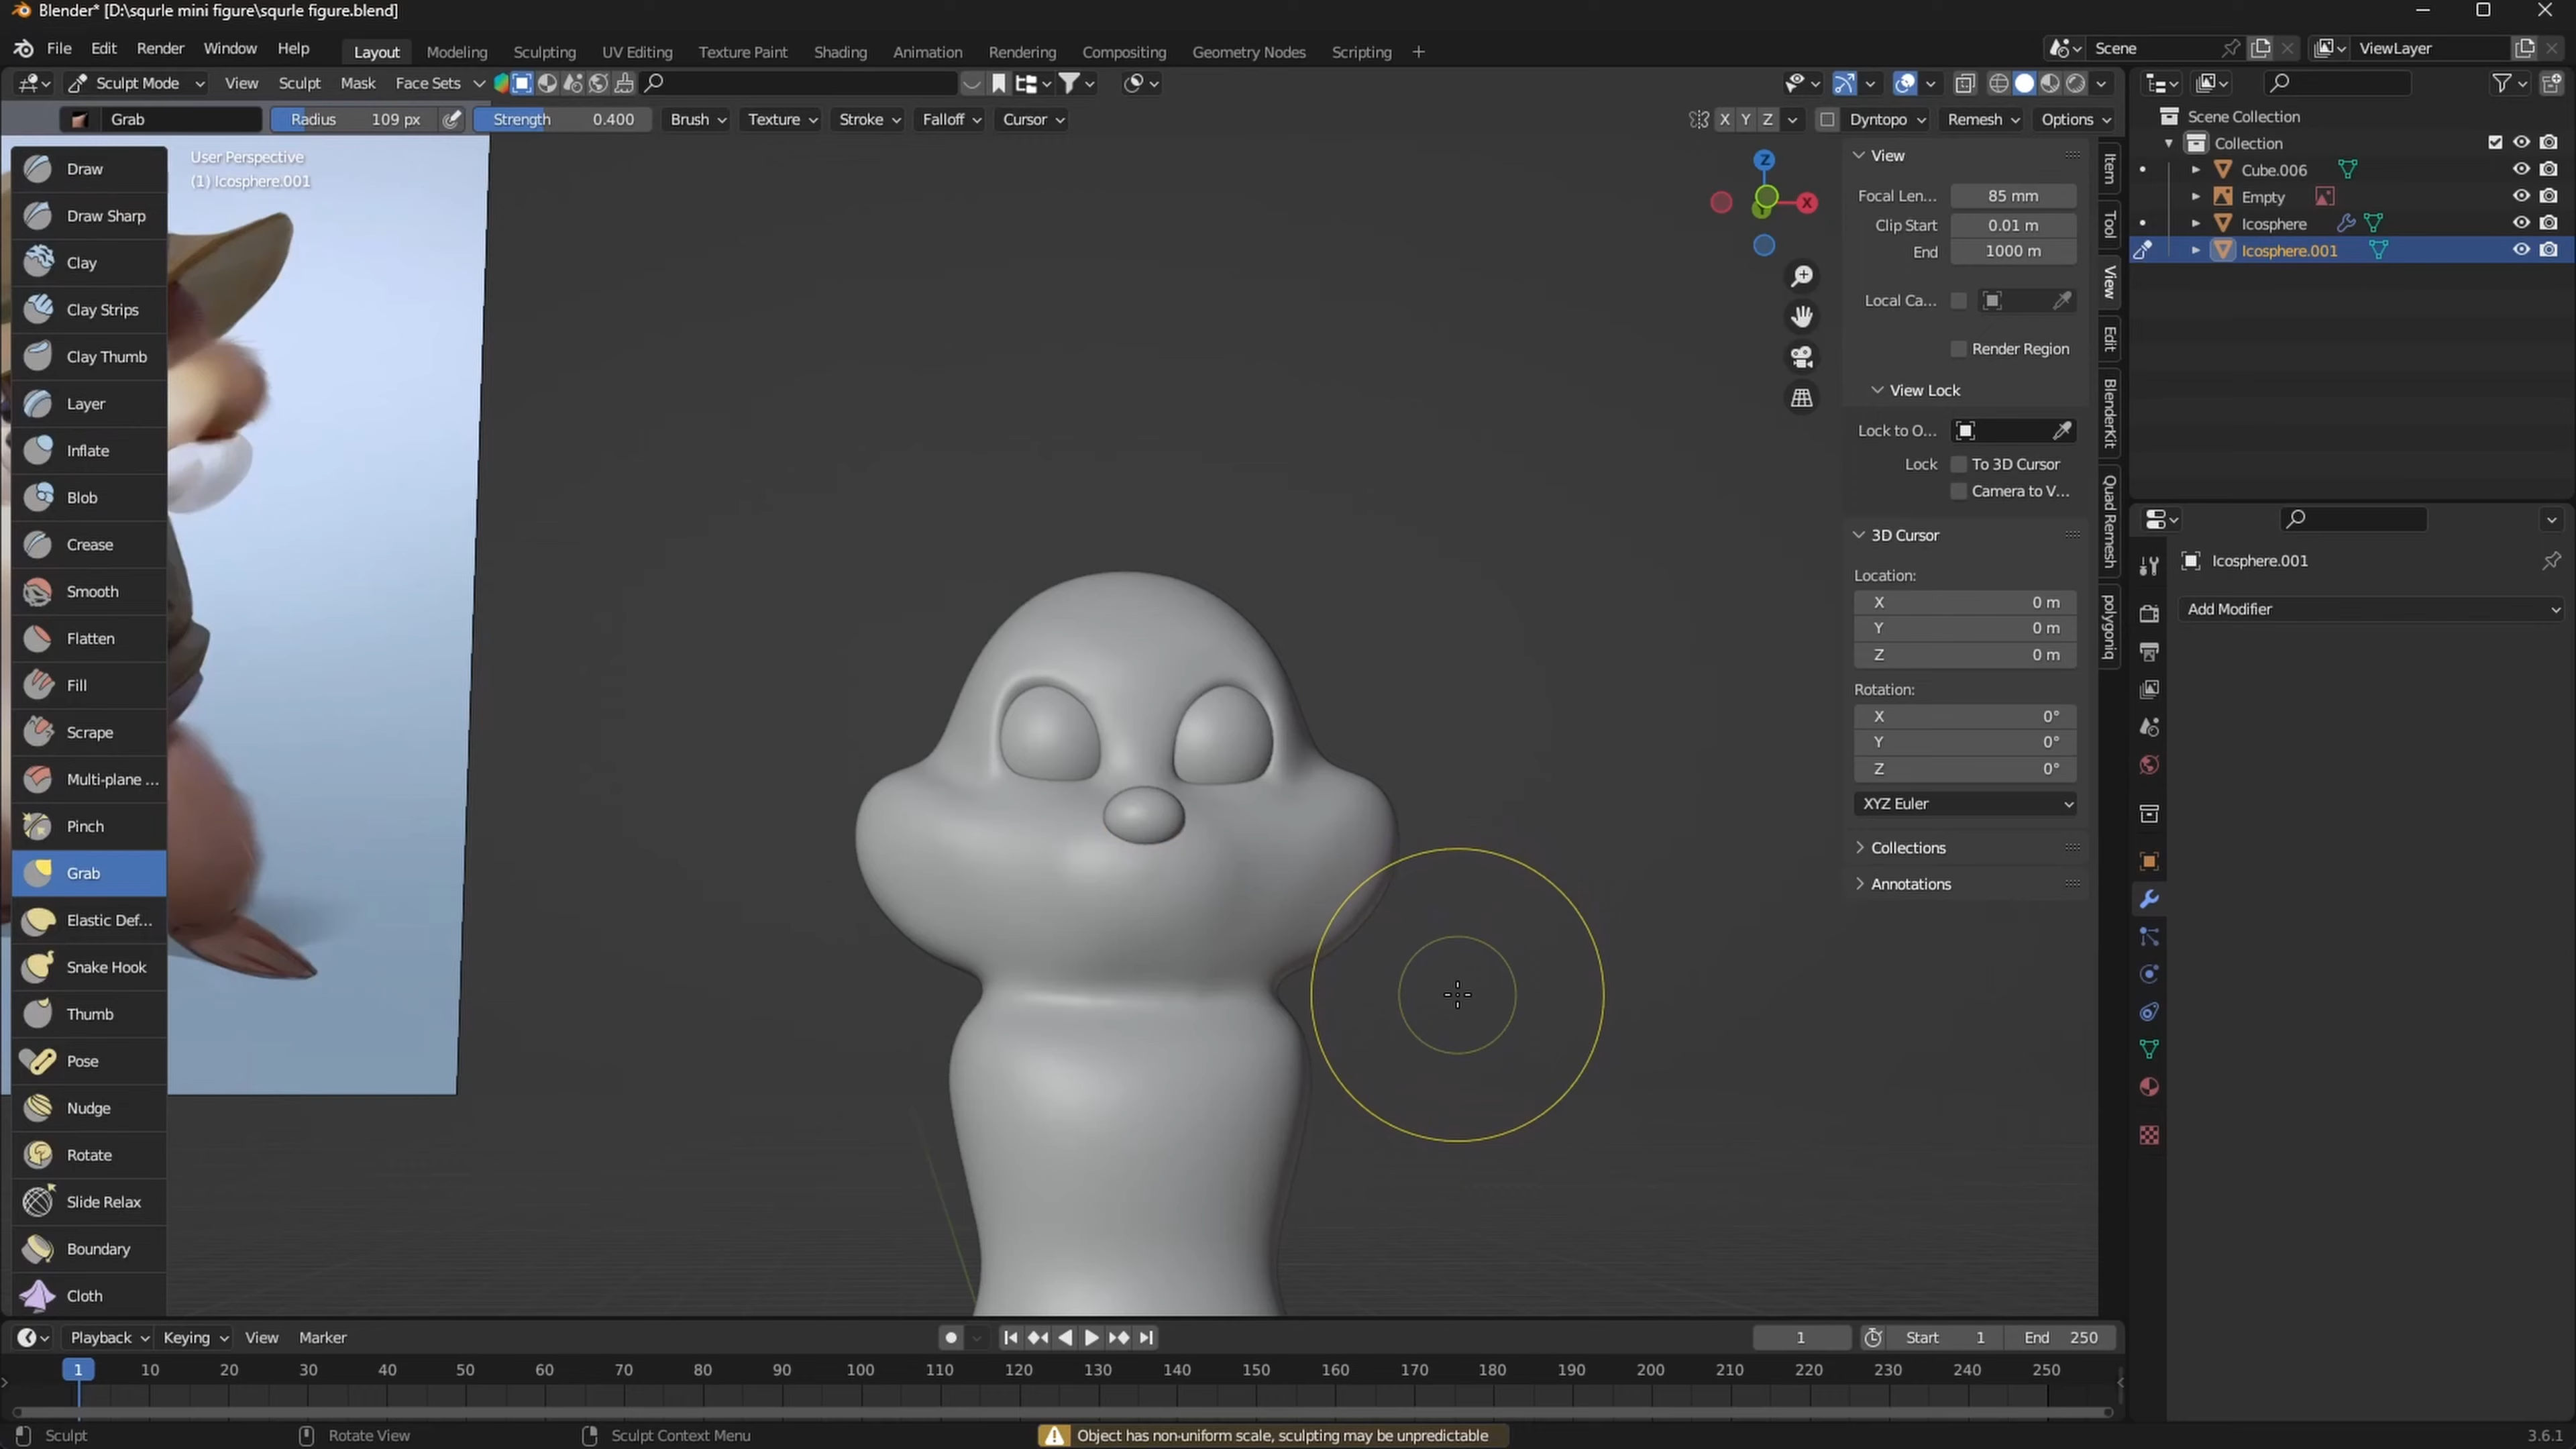 Blender* [D:\squrle mini figure\squrle figure.blend]
File Edit Render Window Help Layout Modeling Sculpting UV Editing Texture Paint Shading Animation Rendering Compositing Geometry Nodes Scripting + Scene ViewLayer
Sculpt Mode View Sculpt Mask Face Sets
Grab Radius 109 px Strength 0.400 Brush Texture Stroke Falloff Cursor X Y Z Dyntopo Remesh Options
User Perspective
(1) Icosphere.001
Draw
Draw Sharp
Clay
Clay Strips
Clay Thumb
Layer
Inflate
Blob
Crease
Smooth
Flatten
Fill
Scrape
Multi-plane ...
Pinch
Grab
Elastic Def...
Snake Hook
Thumb
Pose
Nudge
Rotate
Slide Relax
Boundary
Cloth
Z
X
Y
View
Focal Len... 85 mm
Clip Start 0.01 m
End 1000 m
Local Ca...
Render Region
View Lock
Lock to O...
Lock To 3D Cursor
Camera to V...
3D Cursor
Location:
X 0 m
Y 0 m
Z 0 m
Rotation:
X 0°
Y 0°
Z 0°
XYZ Euler
Collections
Annotations
Item
Tool
View
Edit
BlenderKit
Quad Remesh
polygoniq
Scene Collection
Collection
Cube.006
Empty
Icosphere
Icosphere.001
Icosphere.001
Add Modifier
Playback Keying View Marker 1 Start 1 End 250
1 10 20 30 40 50 60 70 80 90 100 110 120 130 140 150 160 170 180 190 200 210 220 230 240 250
Sculpt Rotate View Sculpt Context Menu Object has non-uniform scale, sculpting may be unpredictable 3.6.1